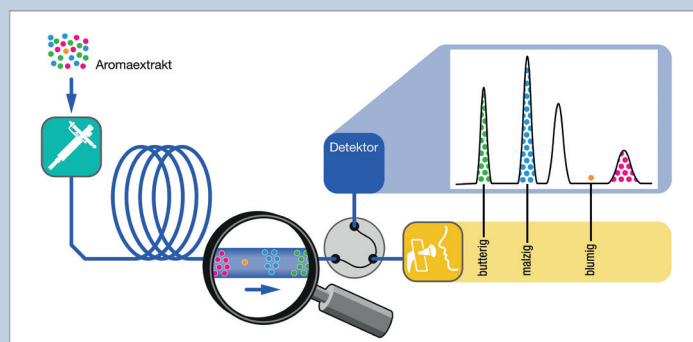 Aromaextrakt
Detektor
butterig
malzig
blumig